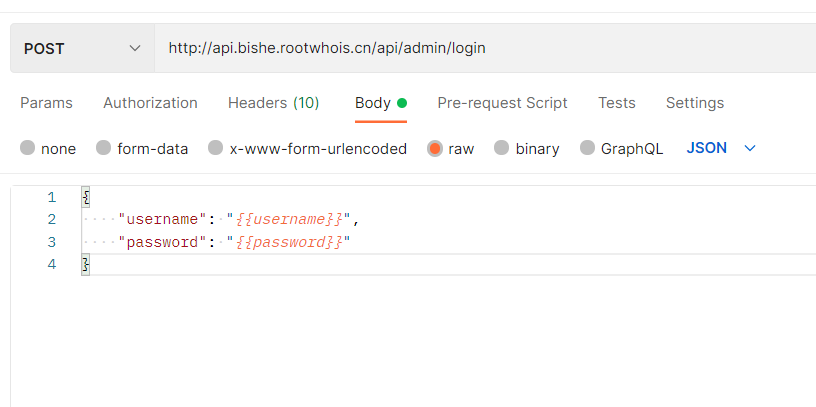 POST http://api.bishe.rootwhois.cn/api/admin/login
Params Authorization Headers (10) Body Pre-request Script Tests Settings
none form-data x-www-form-urlencoded raw binary GraphQL JSON
1 {
2 "username": "{{username}}",
3 "password": "{{password}}"
4 }